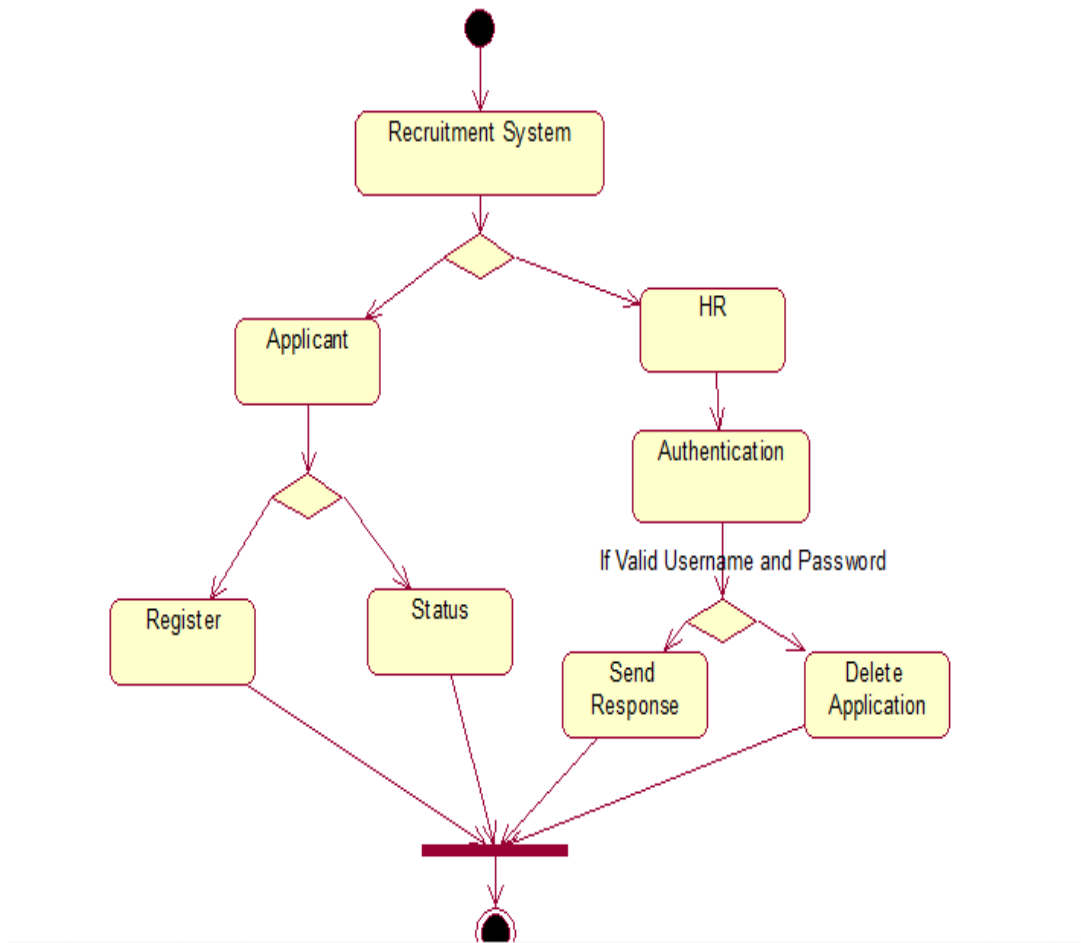 Recruitment System
HR
Applicant
Authentication
If Valid Username and Password
Register
Status
Send
Response
Delete
Application